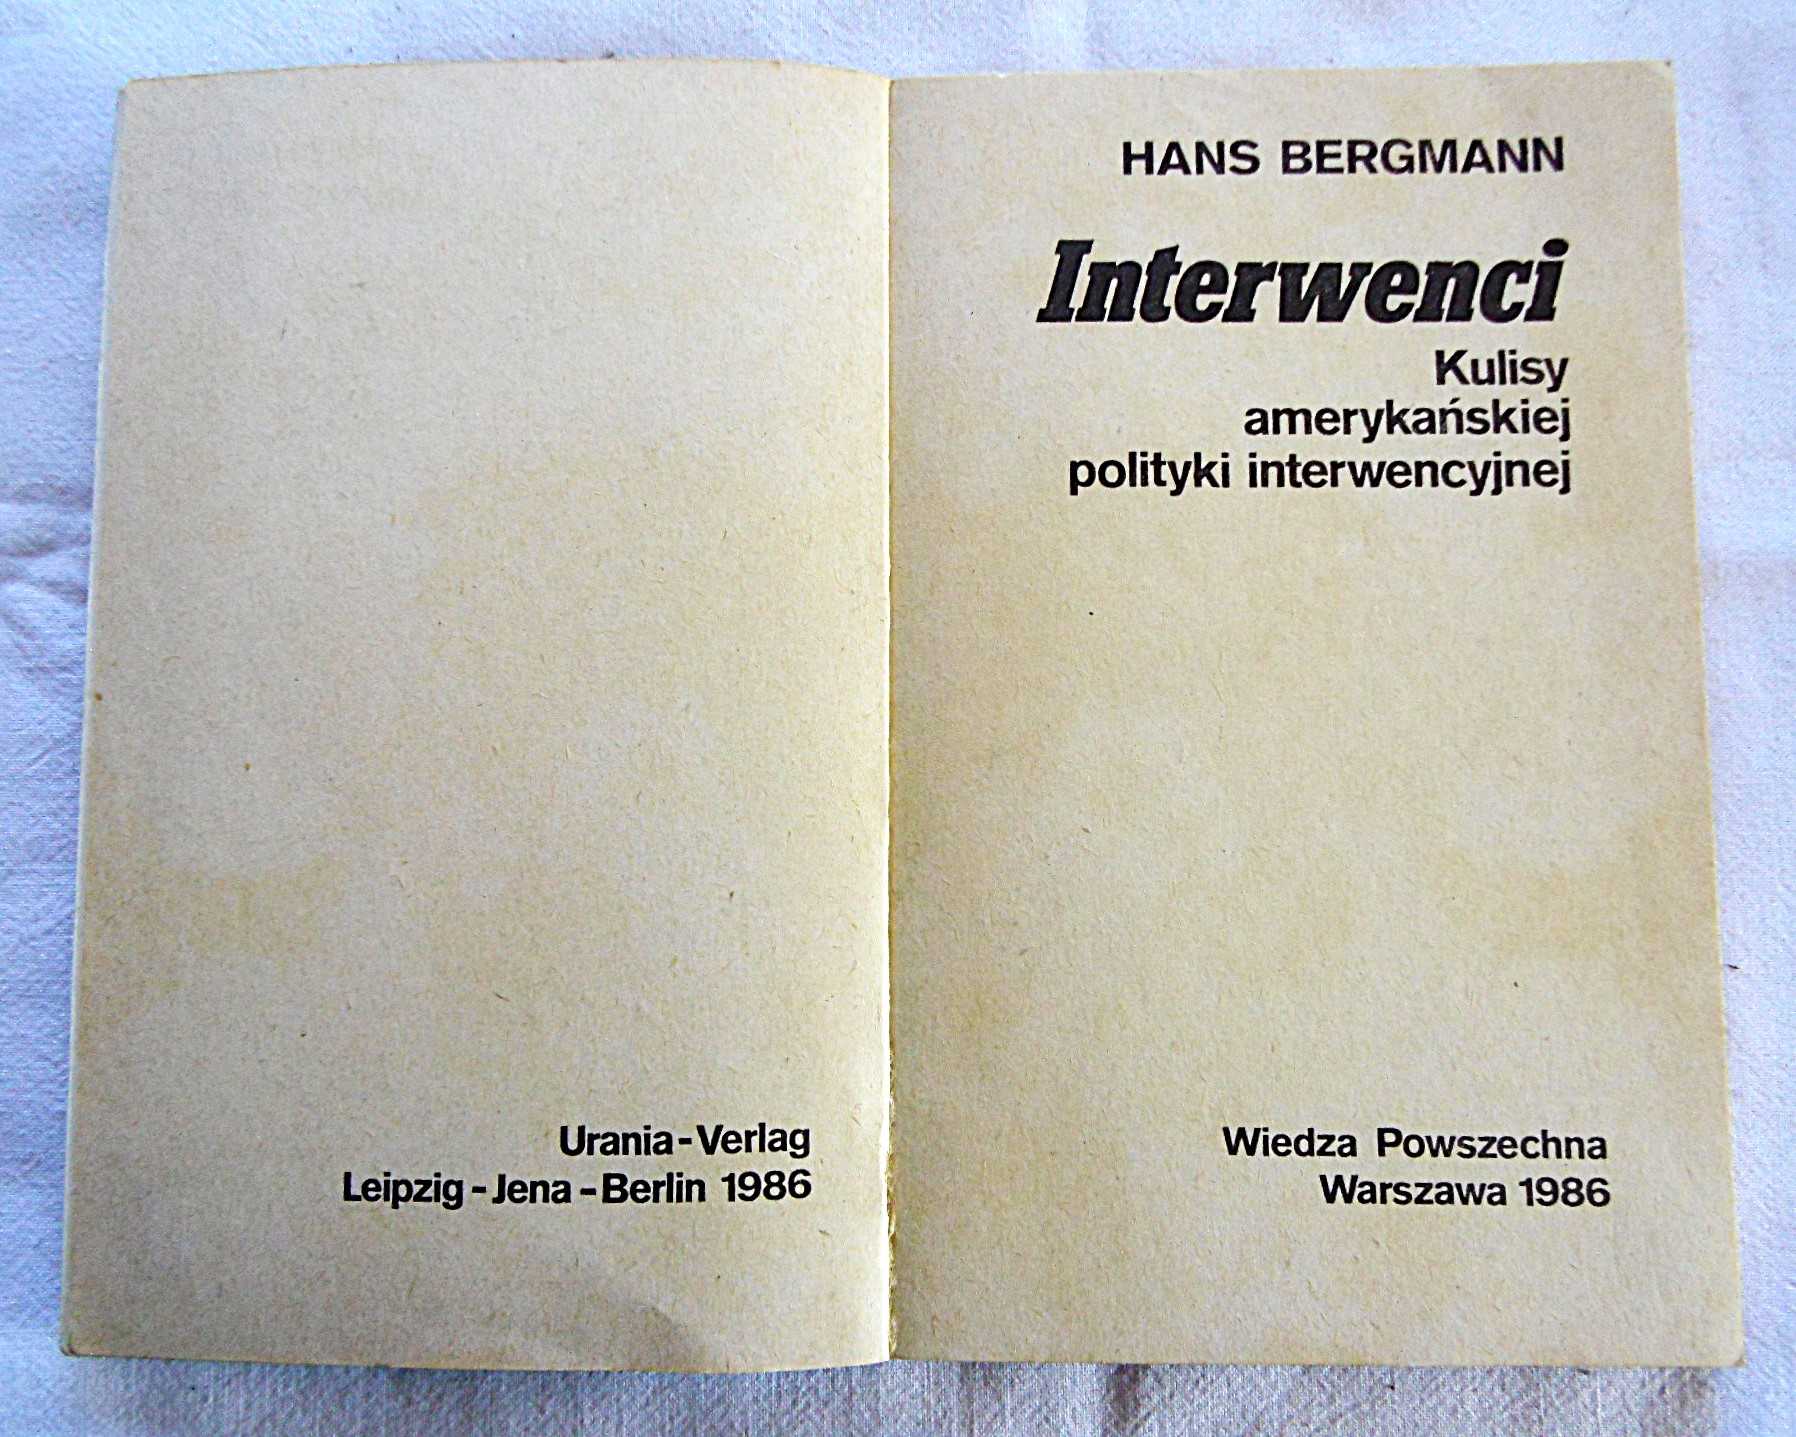 Urania-Verlag
Leipzig-Jena-Berlin 1986
HANS BERGMANN
Interwenci
Kulisy
amerykańskiej
polityki interwencyjnej
Wiedza Powszechna
Warszawa 1986